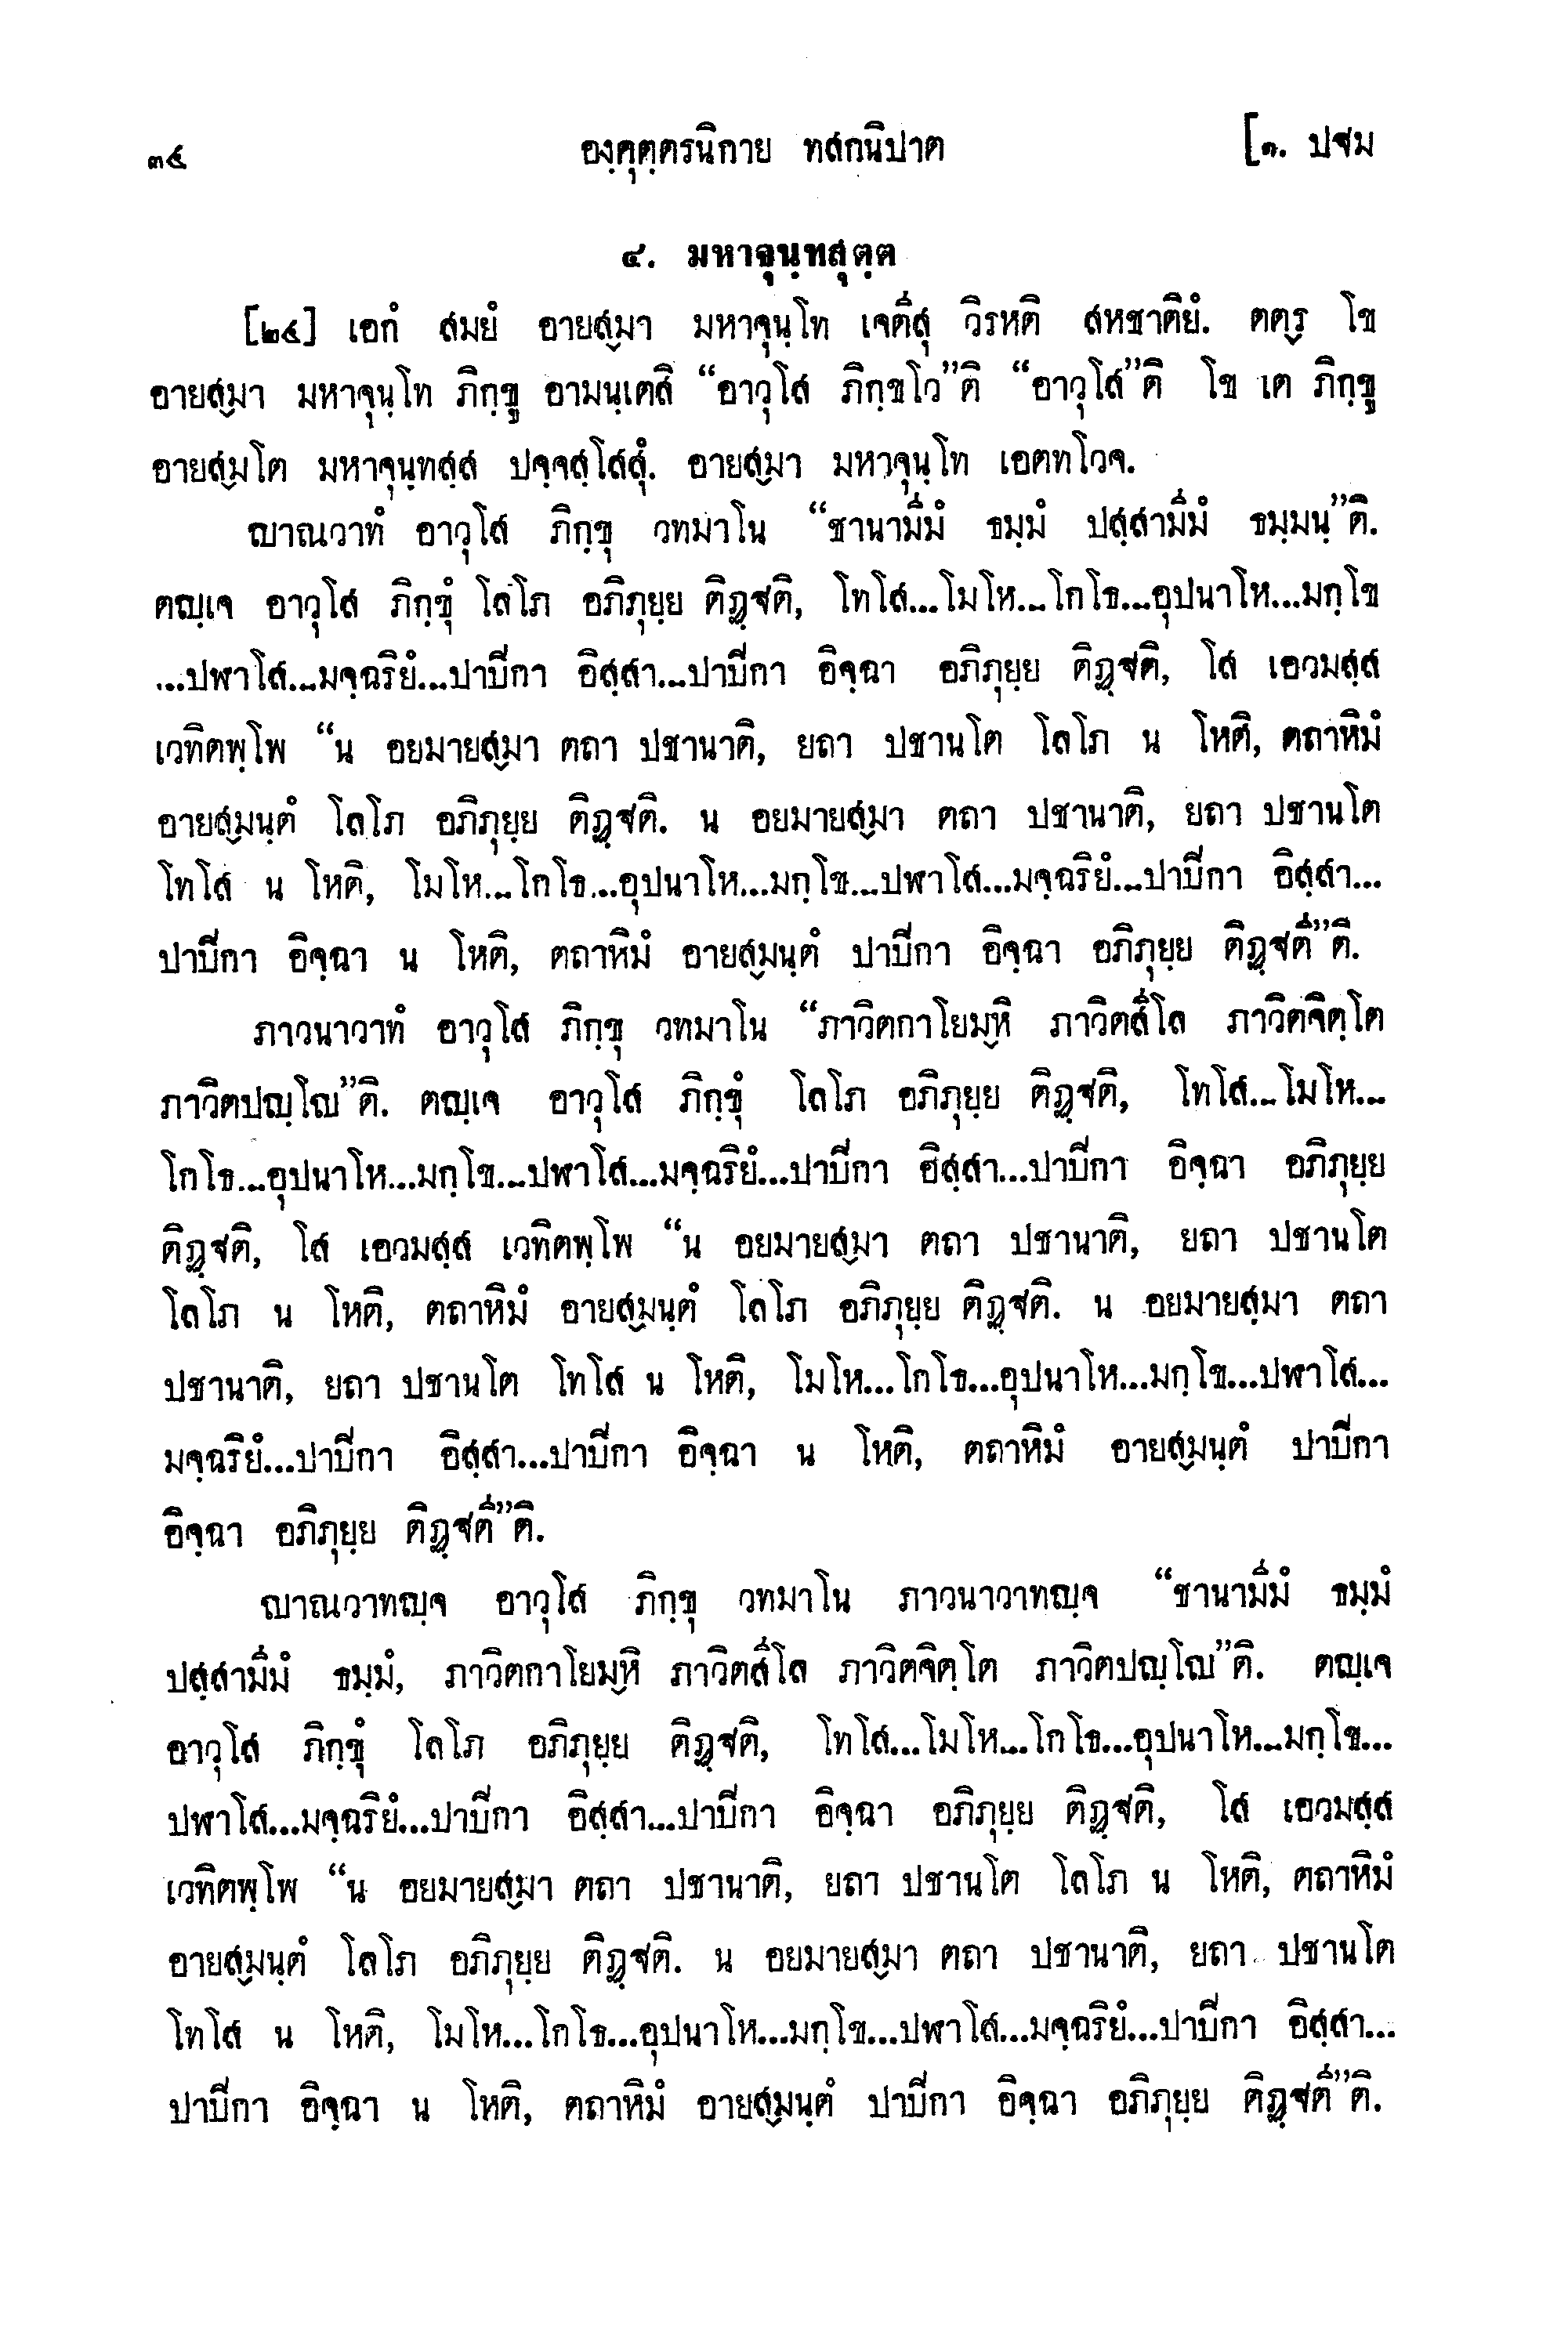 ๓๕ องฺคุตฺตรนิกาย ทสกนิปาต [๑. ปฐม
๔. มหาจุนฺทสุตฺต
[๒๔] เอกํ สมยํ อายสฺมา มหาจุนฺโท เจตีสุ วิรหติ สหชาติยํ. ตตฺร โข
อายสฺมา มหาจุนฺโท ภิกฺขู อามนฺเตสิ “อาวุโส ภิกฺขโว”ติ “อาวุโส”ติ โข เต ภิกฺขู
อายสฺมโต มหาจุนฺทสฺส ปจฺจสฺโสสุํ. อายสฺมา มหาจุนฺโท เอตทโวจ.
ญาณวาทํ อาวุโส ภิกฺขุ วทมาโน “ชานามิมํ ธมฺมํ ปสฺสามิมํ ธมฺมนฺ”ติ.
ตญฺเจ อาวุโส ภิกฺขุํ โลโภ อภิภุยฺย ติฏฺฐติ, โทโส...โมโห...โกโธ...อุปนาโห...มกฺโข
...ปฬาโส...มจฺฉริยํ...ปาปิกา อิสฺสา...ปาปิกา อิจฺฉา อภิภุยฺย ติฏฺฐติ, โส เอวมสฺส
เวทิตพฺโพ “น อยมายสฺมา ตถา ปชานาติ, ยถา ปชานโต โลโภ น โหติ, ตถาหิมํ
อายสฺมนฺตํ โลโภ อภิภุยฺย ติฏฺฐติ. น อยมายสฺมา ตถา ปชานาติ, ยถา ปชานโต
โทโส น โหติ, โมโห...โกโธ...อุปนาโห...มกฺโข...ปฬาโส...มจฺฉริยํ...ปาปิกา อิสฺสา...
ปาปิกา อิจฺฉา น โหติ, ตถาหิมํ อายสฺมนฺตํ ปาปิกา อิจฺฉา อภิภุยฺย ติฏฺฐตี”ติ.
ภาวนาวาทํ อาวุโส ภิกฺขุ วทมาโน “ภาวิตกาโยมฺหิ ภาวิตสีโล ภาวิตจิตฺโต
ภาวิตปญฺโญ”ติ. ตญฺเจ อาวุโส ภิกฺขุํ โลโภ อภิภุยฺย ติฏฺฐติ, โทโส...โมโห...
โกโธ...อุปนาโห...มกฺโข...ปฬาโส...มจฺฉริยํ...ปาปิกา อิสฺสา...ปาปิกา อิจฺฉา อภิภุยฺย
ติฏฺฐติ, โส เอวมสฺส เวทิตพฺโพ “น อยมายสฺมา ตถา ปชานาติ, ยถา ปชานโต
โลโภ น โหติ, ตถาหิมํ อายสฺมนฺตํ โลโภ อภิภุยฺย ติฏฺฐติ. น อยมายสฺมา ตถา
ปชานาติ, ยถา ปชานโต โทโส น โหติ, โมโห...โกโธ...อุปนาโห...มกฺโข...ปฬาโส...
มจฺฉริยํ...ปาปิกา อิสฺสา...ปาปิกา อิจฺฉา น โหติ, ตถาหิมํ อายสฺมนฺตํ ปาปิกา
อิจฺฉา อภิภุยฺย ติฏฺฐตี”ติ.
ญาณวาทญฺจ อาวุโส ภิกฺขุ วทมาโน ภาวนาวาทญฺจ “ชานามิมํ ธมฺมํ
ปสฺสามิมํ ธมฺมํ, ภาวิตกาโยมฺหิ ภาวิตสีโล ภาวิตจิตฺโต ภาวิตปญฺโญ”ติ. ตญฺเจ
อาวุโส ภิกฺขุํ โลโภ อภิภุยฺย ติฏฺฐติ, โทโส...โมโห...โกโธ...อุปนาโห...มกฺโข...
ปฬาโส...มจฺฉริยํ...ปาปิกา อิสฺสา...ปาปิกา อิจฺฉา อภิภุยฺย ติฏฺฐติ, โส เอวมสฺส
เวทิตพฺโพ “น อยมายสฺมา ตถา ปชานาติ, ยถา ปชานโต โลโภ น โหติ, ตถาหิมํ
อายสฺมนฺตํ โลโภ อภิภุยฺย ติฏฺฐติ. น อยมายสฺมา ตถา ปชานาติ, ยถา ปชานโต
โทโส น โหติ, โมโห...โกโธ...อุปนาโห...มกฺโข...ปฬาโส...มจฺฉริยํ...ปาปิกา อิสฺสา...
ปาปิกา อิจฺฉา น โหติ, ตถาหิมํ อายสฺมนฺตํ ปาปิกา อิจฺฉา อภิภุยฺย ติฏฺฐตี”ติ.